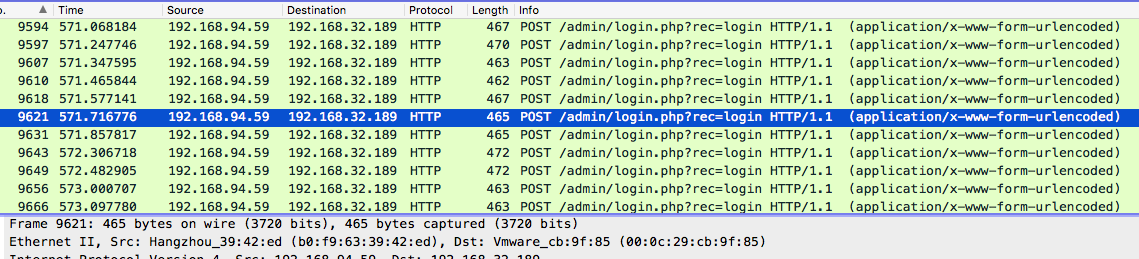 o. Time Source Destination Protocol Length Info
9594 571.068184 192.168.94.59 192.168.32.189 HTTP 467 POST /admin/login.php?rec=login HTTP/1.1 (application/x-www-form-urlencoded)
9597 571.247746 192.168.94.59 192.168.32.189 HTTP 470 POST /admin/login.php?rec=login HTTP/1.1 (application/x-www-form-urlencoded)
9607 571.347595 192.168.94.59 192.168.32.189 HTTP 463 POST /admin/login.php?rec=login HTTP/1.1 (application/x-www-form-urlencoded)
9610 571.465844 192.168.94.59 192.168.32.189 HTTP 462 POST /admin/login.php?rec=login HTTP/1.1 (application/x-www-form-urlencoded)
9618 571.577141 192.168.94.59 192.168.32.189 HTTP 467 POST /admin/login.php?rec=login HTTP/1.1 (application/x-www-form-urlencoded)
9621 571.716776 192.168.94.59 192.168.32.189 HTTP 465 POST /admin/login.php?rec=login HTTP/1.1 (application/x-www-form-urlencoded)
9631 571.857817 192.168.94.59 192.168.32.189 HTTP 465 POST /admin/login.php?rec=login HTTP/1.1 (application/x-www-form-urlencoded)
9643 572.306718 192.168.94.59 192.168.32.189 HTTP 472 POST /admin/login.php?rec=login HTTP/1.1 (application/x-www-form-urlencoded)
9649 572.482905 192.168.94.59 192.168.32.189 HTTP 472 POST /admin/login.php?rec=login HTTP/1.1 (application/x-www-form-urlencoded)
9656 573.000707 192.168.94.59 192.168.32.189 HTTP 463 POST /admin/login.php?rec=login HTTP/1.1 (application/x-www-form-urlencoded)
9666 573.097780 192.168.94.59 192.168.32.189 HTTP 463 POST /admin/login.php?rec=login HTTP/1.1 (application/x-www-form-urlencoded)
Frame 9621: 465 bytes on wire (3720 bits), 465 bytes captured (3720 bits)
Ethernet II, Src: Hangzhou_39:42:ed (b0:f9:63:39:42:ed), Dst: Vmware_cb:9f:85 (00:0c:29:cb:9f:85)
Internet Protocol Version 4, Src: 192.168.94.59, Dst: 192.168.32.189